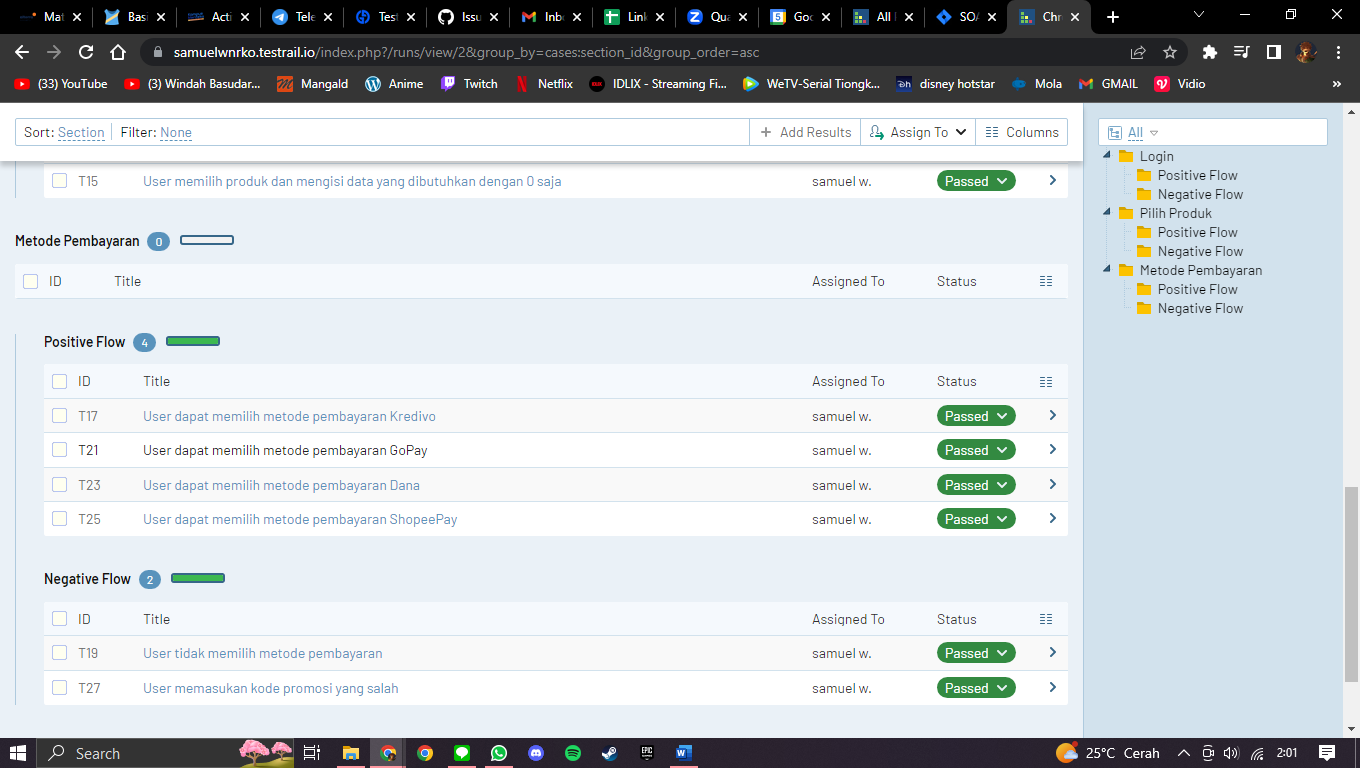 Mat
Bas
Acti
Tele
Test
Issu
Inb
Link
Qua
Goo
All
SOA
Chr
samuelwnrko.testrail.io/index.php?/runs/view/2&group_by=cases:section_id&group_order=asc
(33) YouTube
(3) Windah Basudar...
Mangald
Anime
Twitch
Netflix
IDLIX - Streaming Fi...
WeTV-Serial Tiongk...
disney hotstar
Mola
GMAIL
Vidio
»
Sort: Section
Filter: None
+ Add Results
Assign To
Columns
T15 User memilih produk dan mengisi data yang dibutuhkan dengan 0 saja samuel w. Passed
Metode Pembayaran 0
ID Title Assigned To Status
Positive Flow 4
ID Title Assigned To Status
T17 User dapat memilih metode pembayaran Kredivo samuel w. Passed
T21 User dapat memilih metode pembayaran GoPay samuel w. Passed
T23 User dapat memilih metode pembayaran Dana samuel w. Passed
T25 User dapat memilih metode pembayaran ShopeePay samuel w. Passed
Negative Flow 2
ID Title Assigned To Status
T19 User tidak memilih metode pembayaran samuel w. Passed
T27 User memasukan kode promosi yang salah samuel w. Passed
All
Login
Positive Flow
Negative Flow
Pilih Produk
Positive Flow
Negative Flow
Metode Pembayaran
Positive Flow
Negative Flow
Search
25°C Cerah
2:01